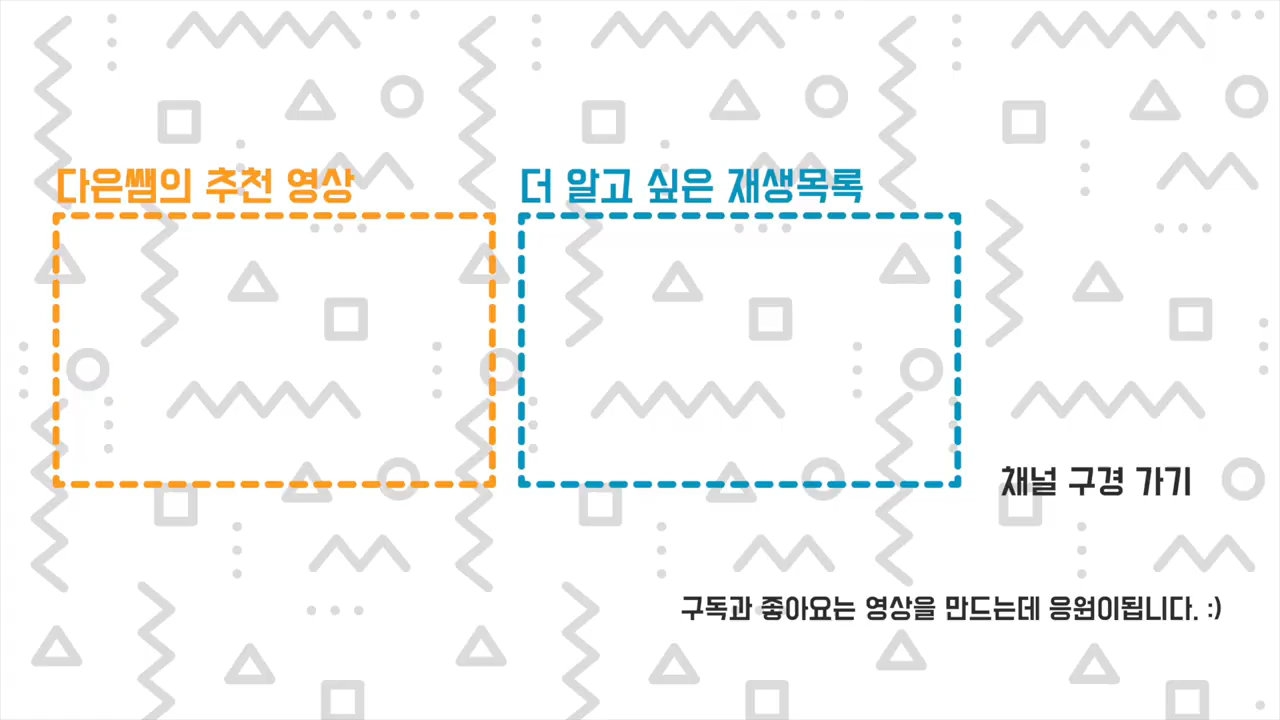 다은쌤의 추천 영상
더 알고 싶은 재생목록
채널 구경 가기
구독과 좋아요는 영상을 만드는데 응원이됩니다. :)